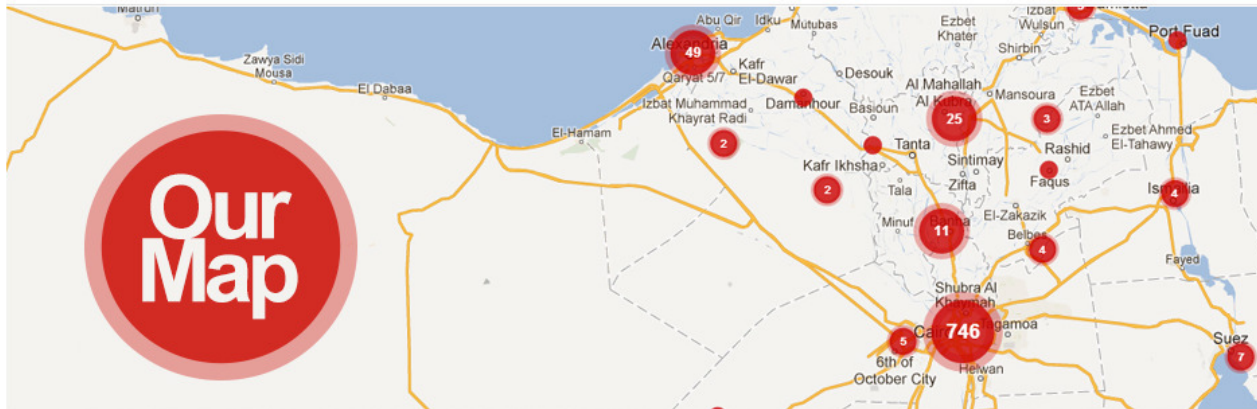 Matruh
Zawya Sidi
Mousa
El Dabaa
El-Hamam
Our
Map
Abu Qir
Idku
Mutubas
Alexandria
49
Qaryat 5/7
Kafr
El-Dawar
Izbat Muhammad
Khayrat Radi
2
Damanhour
Desouk
Basioun
Ezbet
Khater
Izbat
Wulsun
Shirbin
Port Fuad
Al Mahallah
Al Kubra
25
Mansoura
3
Ezbet
ATA Allah
Ezbet Ahmed
El-Tahawy
Rashid
Faqus
Tanta
Sintimay
Zifta
Kafr Ikhsha
2
Tala
Minuf
Banha
11
El-Zakazik
Belbes
4
Ismailia
4
Fayed
Shubra Al
Khaymah
746
Tagamoa
5
6th of
October City
Helwan
Suez
7